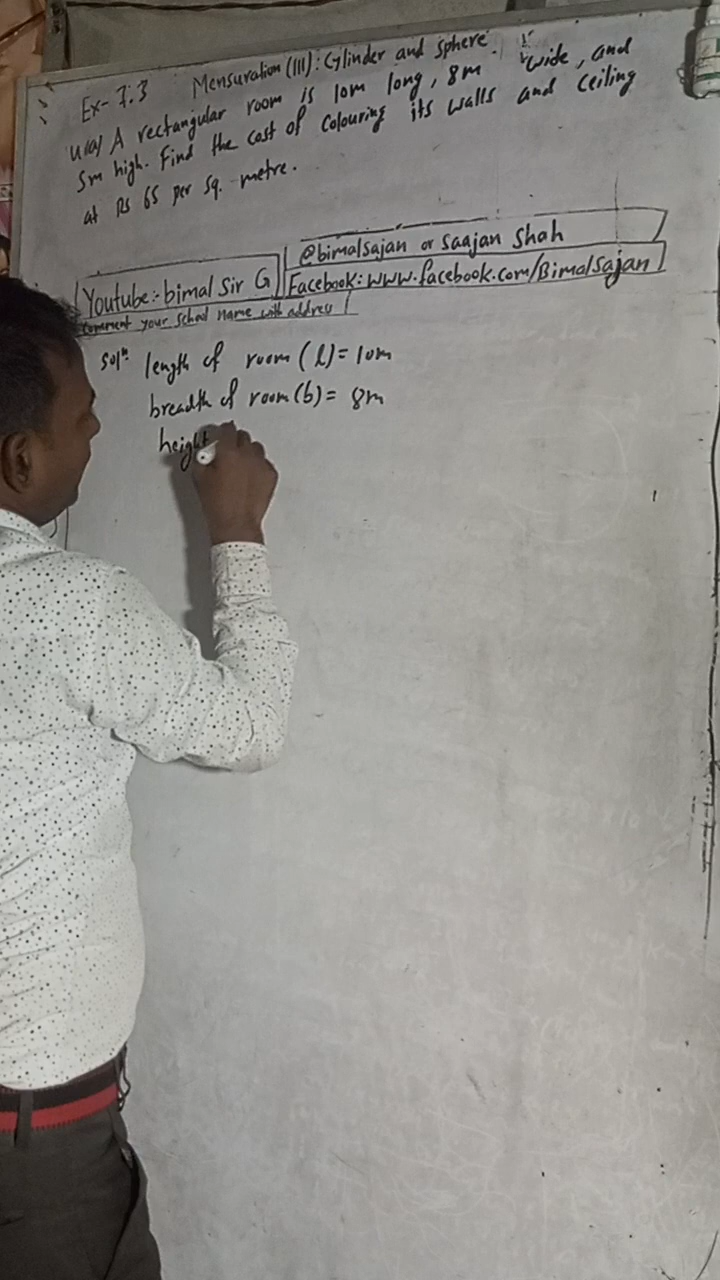 Ex- 7.3 Mensuration (III): Cylinder and sphere.
4(a) A rectangular room is 10m long, 8m wide, and
5m high. Find the cost of colouring its walls and ceiling
at Rs 65 per sq. metre.
@bimalsajan or Saajan Shah
Youtube:- bimal Sir G
Facebook: www.facebook.com/Bimalsajan
comment your school name with address
Solⁿ: length of room (l) = 10m
breadth of room (b) = 8m
height